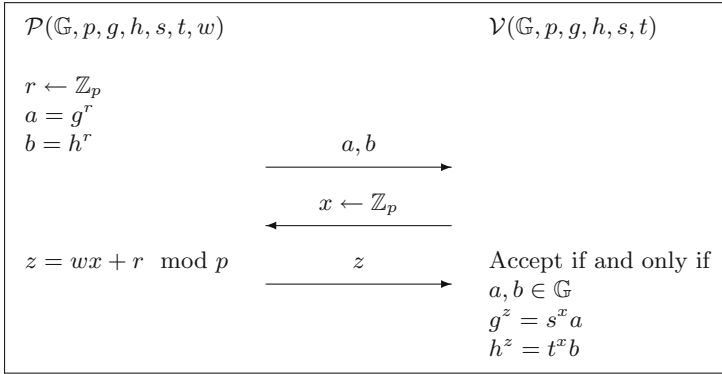 𝒫(𝔾, p, g, h, s, t, w) 𝒱(𝔾, p, g, h, s, t)
r ← ℤ_p
a = g^r
b = h^r
a, b
x ← ℤ_p
z = wx + r mod p z Accept if and only if
a, b ∈ 𝔾
g^z = s^x a
h^z = t^x b